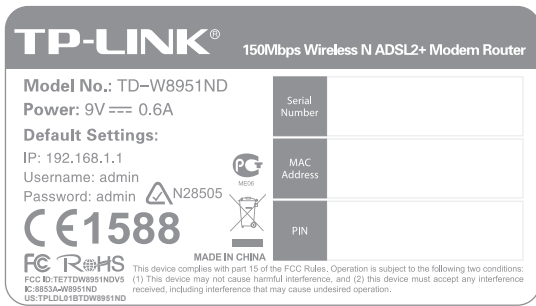 TP-LINK®
150Mbps Wireless N ADSL2+ Modem Router
Model No.: TD-W8951ND
Power: 9V 0.6A
Default Settings:
IP: 192.168.1.1
Username: admin
Password: admin
N28505
ME06
CE1588
FC RoHS
MADE IN CHINA
FCC ID:TE7TDW8951NDV5
IC:8853A-W8951ND
US:TPLDL01BTDW8951ND
This device complies with part 15 of the FCC Rules. Operation is subject to the following two conditions:
(1) This device may not cause harmful interference, and (2) this device must accept any interference
received, including interference that may cause undesired operation.
Serial
Number
MAC
Address
PIN